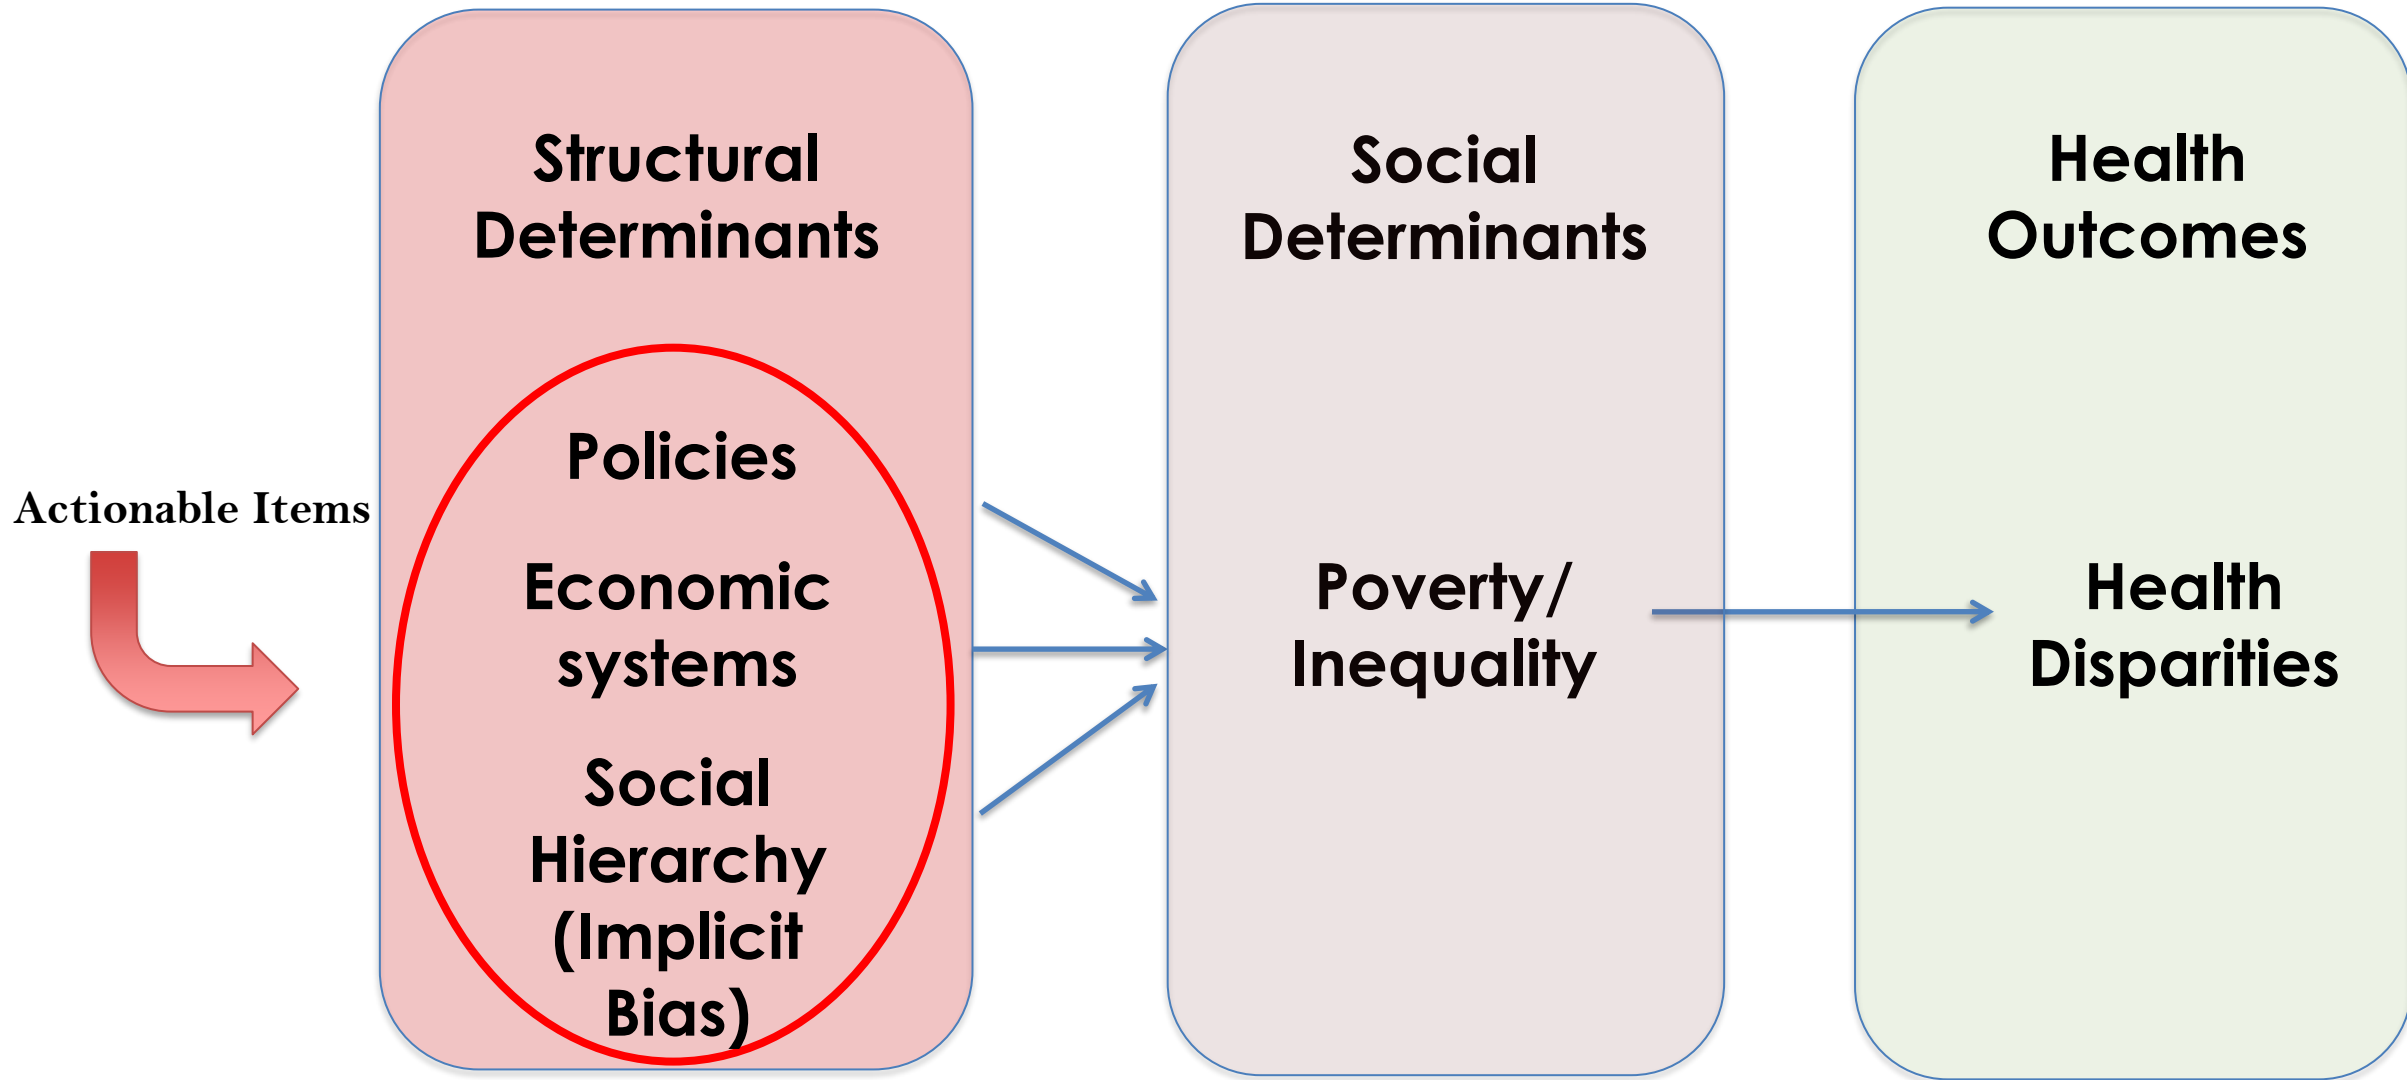 Actionable Items
Structural
Determinants
Policies
Economic
systems
Social
Hierarchy
(Implicit
Bias)
Social
Determinants
Poverty/
Inequality
Health
Outcomes
Health
Disparities